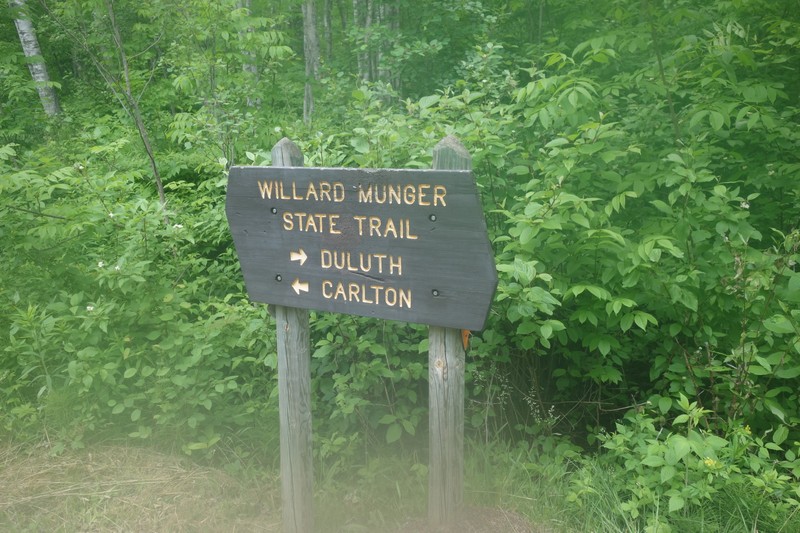 WILLARD MUNGER
STATE TRAIL
→ DULUTH
← CARLTON